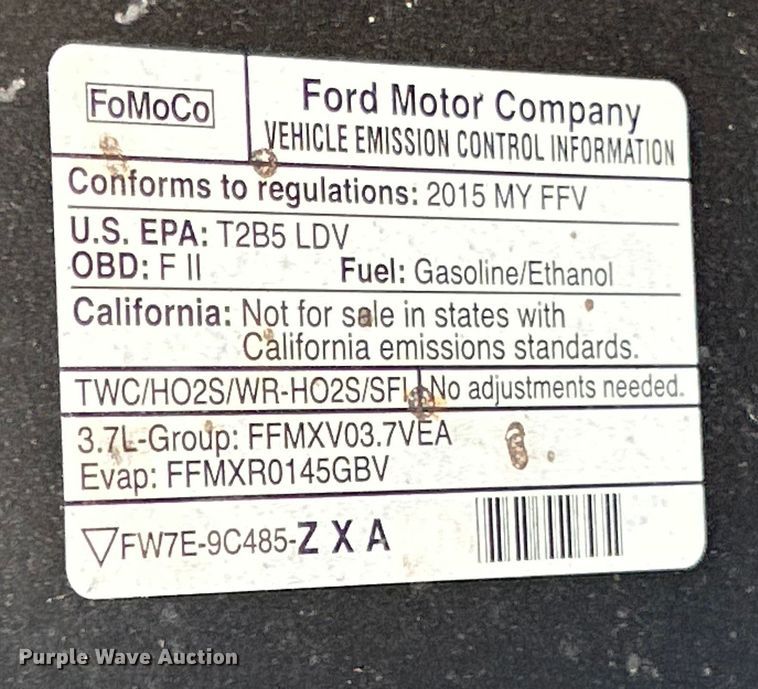 FoMoCo
Ford Motor Company
VEHICLE EMISSION CONTROL INFORMATION
Conforms to regulations: 2015 MY FFV
U.S. EPA: T2B5 LDV
OBD: F II Fuel: Gasoline/Ethanol
California: Not for sale in states with
California emissions standards.
TWC/HO2S/WR-HO2S/SFI No adjustments needed.
3.7L-Group: FFMXV03.7VEA
Evap: FFMXR0145GBV
▽FW7E-9C485-Z X A
Purple Wave Auction